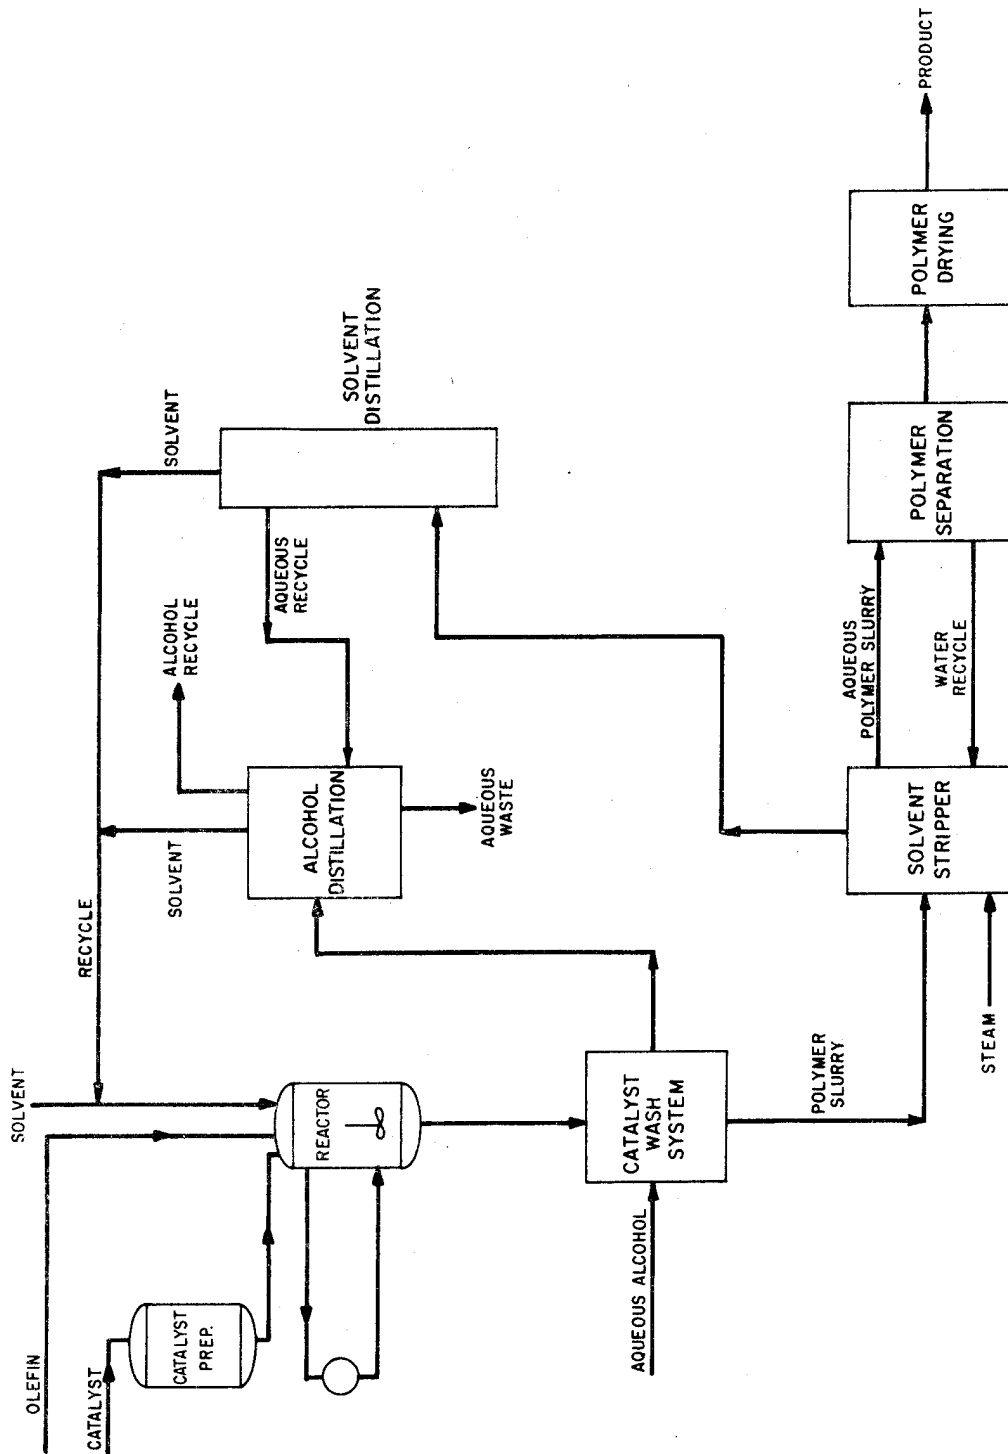 OLEFIN
SOLVENT
CATALYST
CATALYST
PREP.
REACTOR
RECYCLE
SOLVENT
ALCOHOL
RECYCLE
SOLVENT
ALCOHOL
DISTILLATION
AQUEOUS
RECYCLE
SOLVENT
DISTILLATION
AQUEOUS
WASTE
AQUEOUS ALCOHOL
CATALYST
WASH
SYSTEM
POLYMER
SLURRY
STEAM
SOLVENT
STRIPPER
AQUEOUS
POLYMER SLURRY
WATER
RECYCLE
POLYMER
SEPARATION
POLYMER
DRYING
PRODUCT